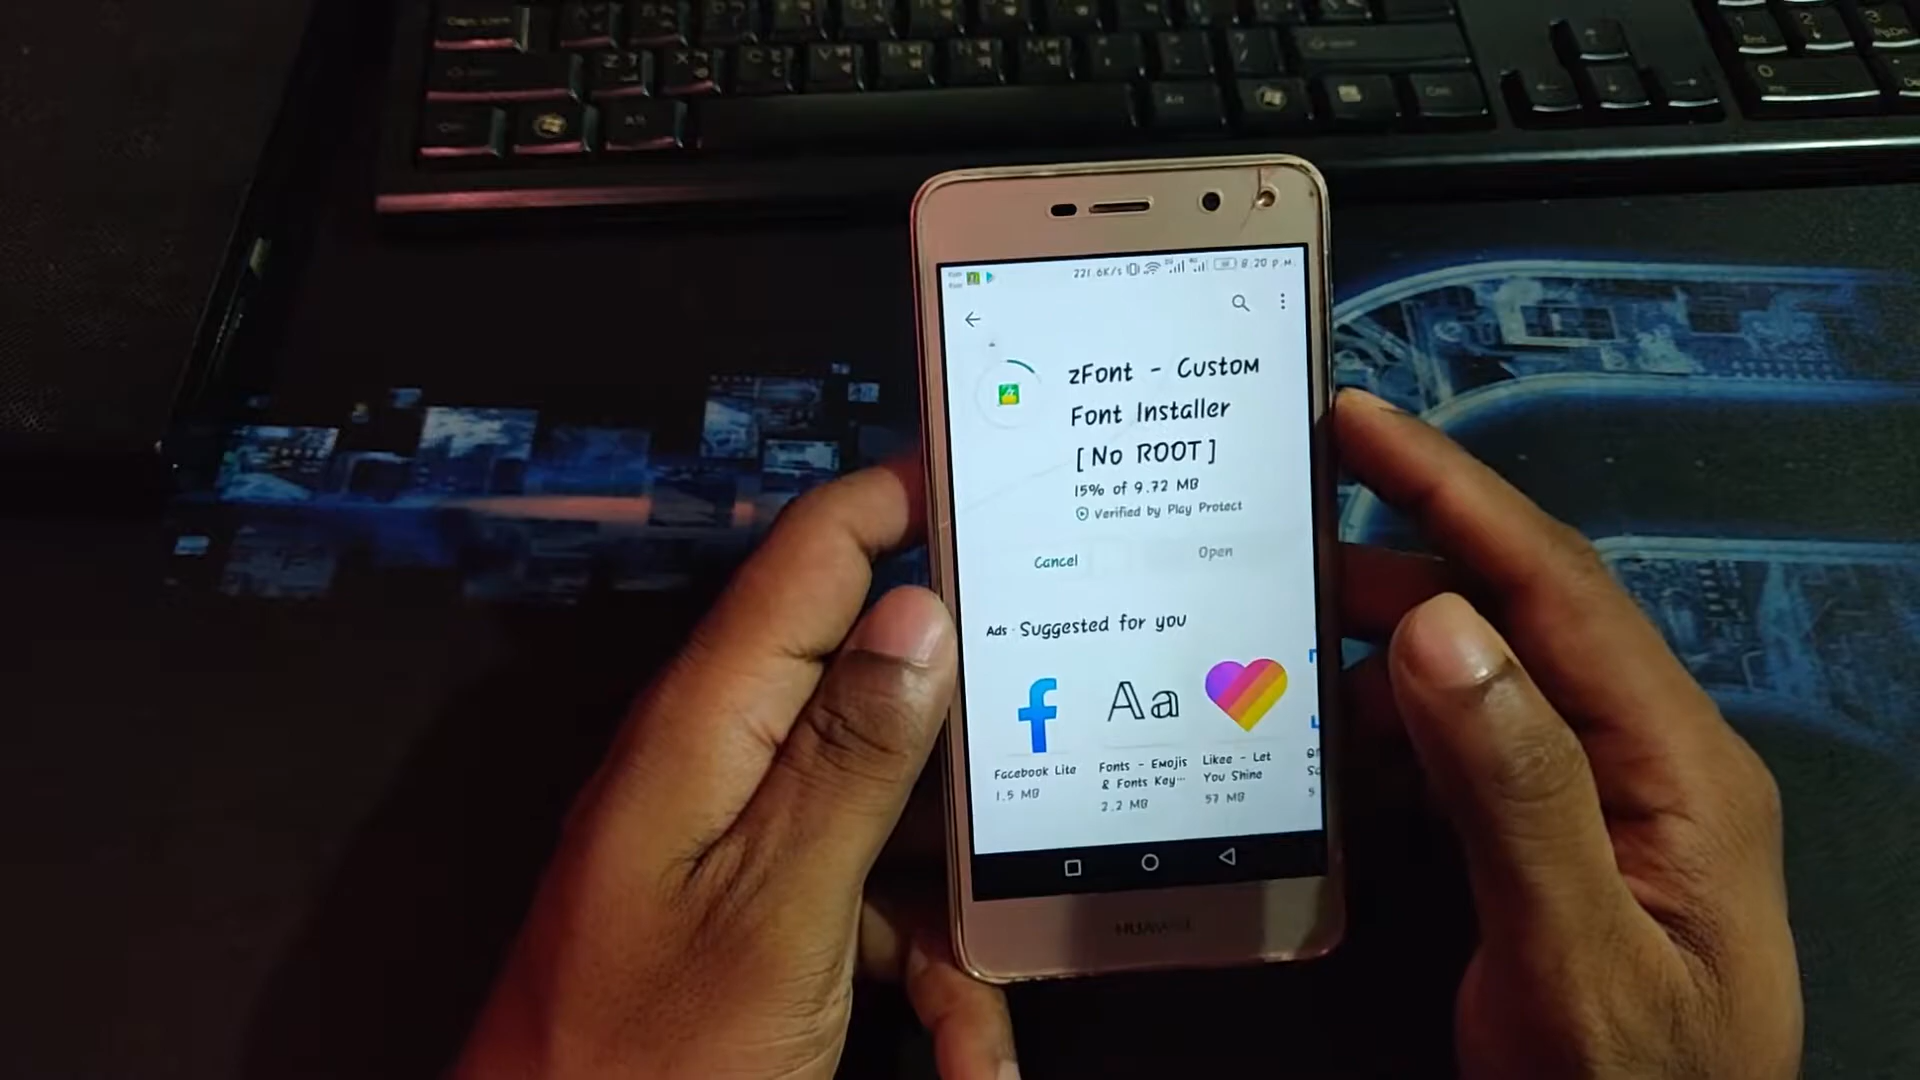 221.6K/s 8:20 P.M.
zFont - Custom
Font Installer
[No ROOT]
15% of 9.72 MB
Verified by Play Protect
Cancel
Open
Ads · Suggested for you
Facebook Lite
1.5 MB
Aa
Fonts - Emojis
& Fonts Key...
2.2 MB
Likee - Let
You Shine
57 MB
HUAWEI